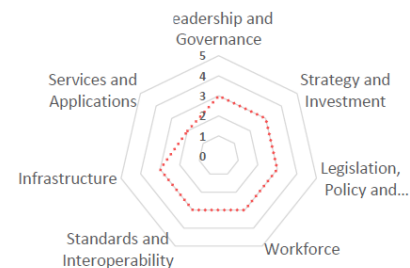 eadership and
Governance
5
4
3
2
1
0
Strategy and
Investment
Legislation,
Policy and...
Workforce
Standards and
Interoperability
Infrastructure
Services and
Applications